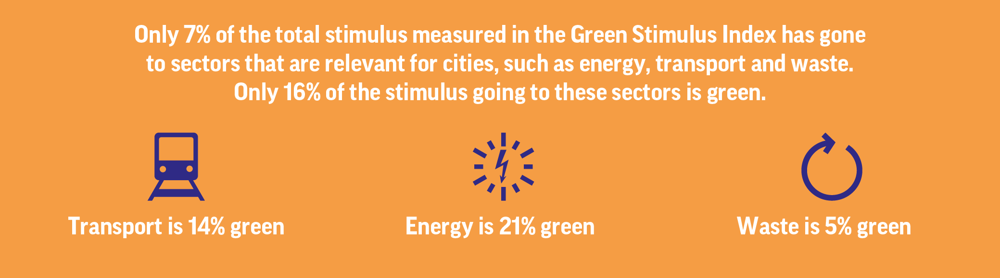 Only 7% of the total stimulus measured in the Green Stimulus Index has gone
to sectors that are relevant for cities, such as energy, transport and waste.
Only 16% of the stimulus going to these sectors is green.
Transport is 14% green
Energy is 21% green
Waste is 5% green